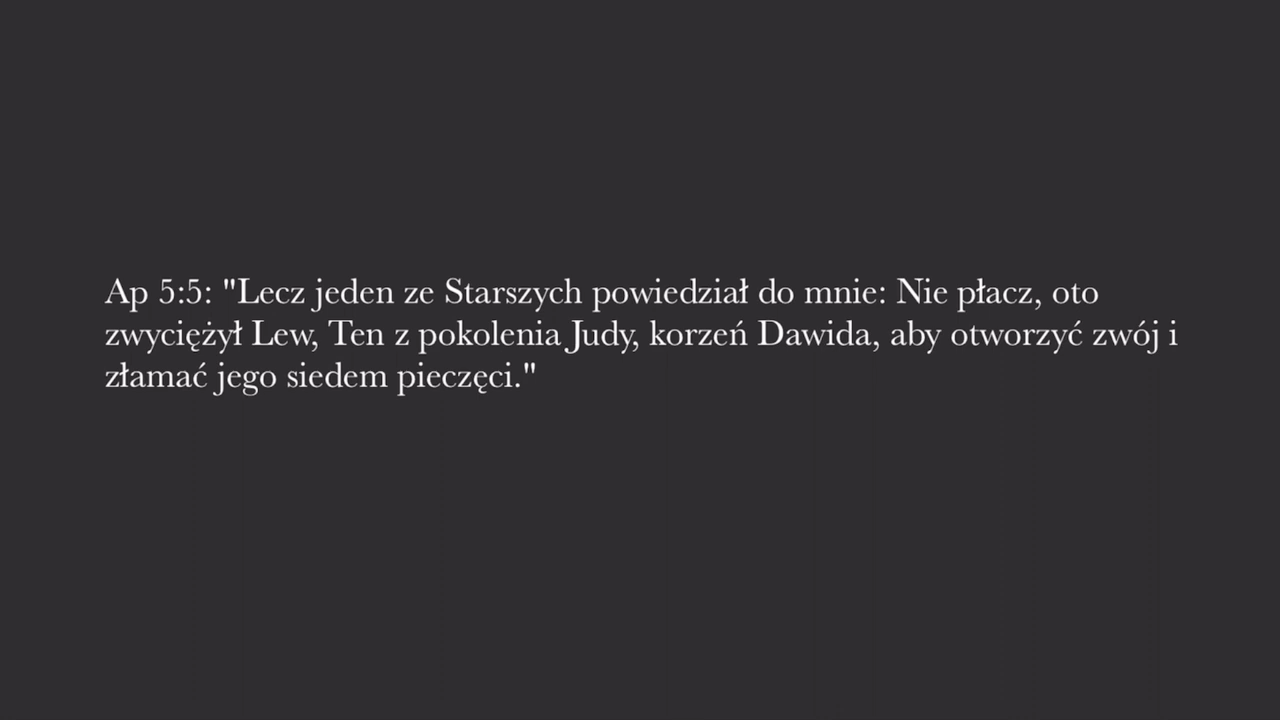 Ap 5:5: "Lecz jeden ze Starszych powiedział do mnie: Nie płacz, oto
zwyciężył Lew, Ten z pokolenia Judy, korzeń Dawida, aby otworzyć zwój i
złamać jego siedem pieczęci."